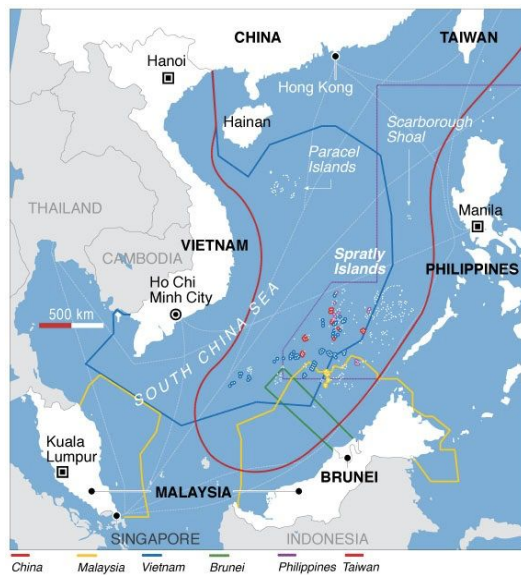 CHINA
TAIWAN
Hanoi
Hong Kong
Hainan
Scarborough
Shoal
Paracel
Islands
THAILAND
VIETNAM
Manila
CAMBODIA
Spratly
Islands
PHILIPPINES
Ho Chi
Minh City
500 km
SOUTH CHINA SEA
Kuala
Lumpur
BRUNEI
MALAYSIA
SINGAPORE
INDONESIA
China
Malaysia
Vietnam
Brunei
Philippines
Taiwan